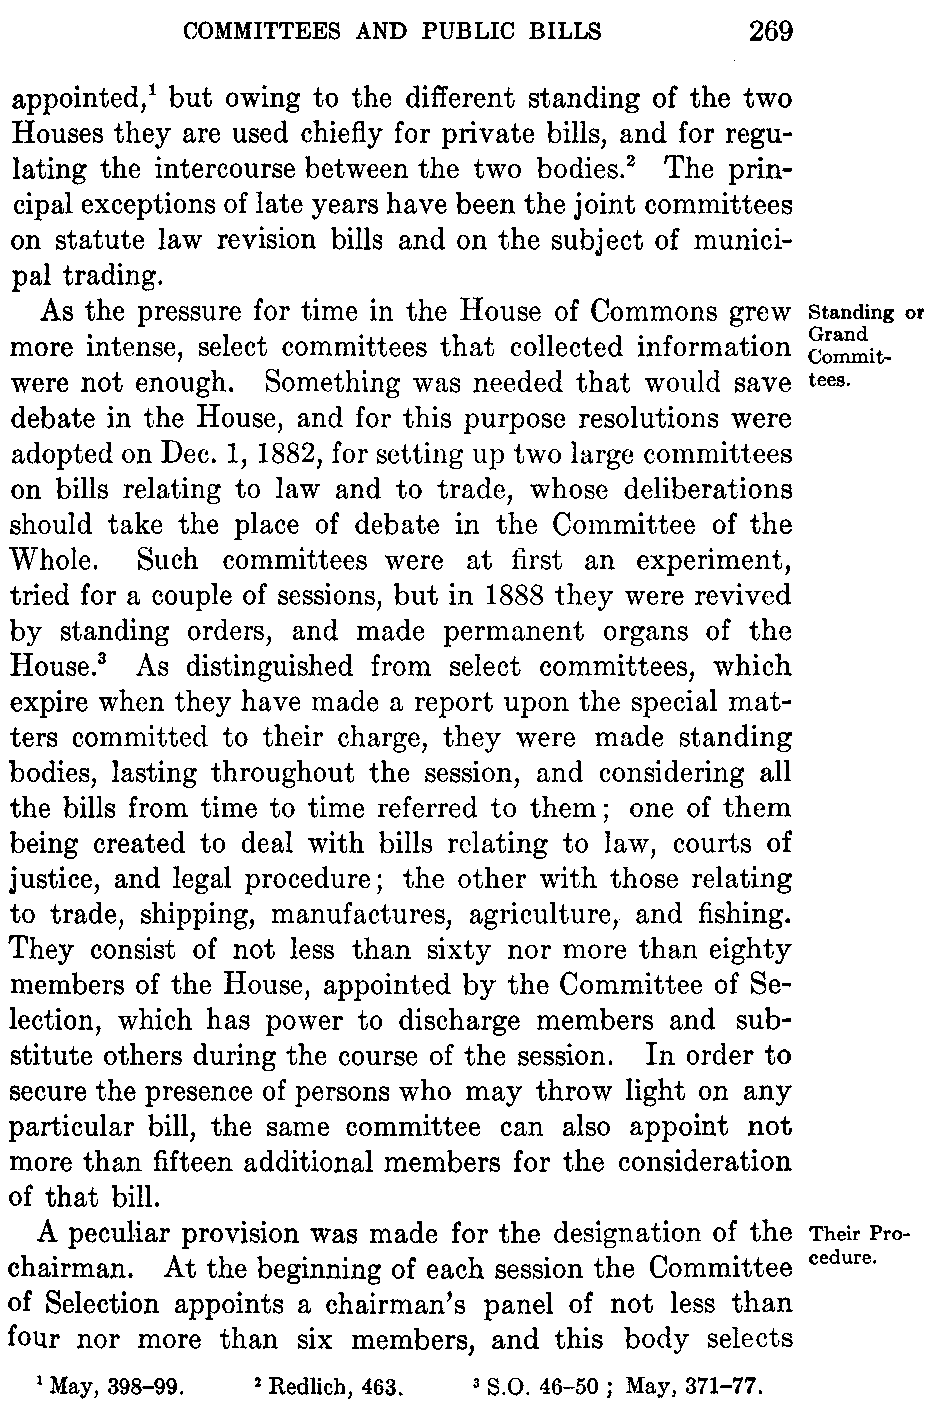 COMMITTEES AND PUBLIC BILLS 269
appointed,¹ but owing to the different standing of the two
Houses they are used chiefly for private bills, and for regu-
lating the intercourse between the two bodies.² The prin-
cipal exceptions of late years have been the joint committees
on statute law revision bills and on the subject of munici-
pal trading.
As the pressure for time in the House of Commons grew
more intense, select committees that collected information
were not enough. Something was needed that would save
debate in the House, and for this purpose resolutions were
adopted on Dec. 1, 1882, for setting up two large committees
on bills relating to law and to trade, whose deliberations
should take the place of debate in the Committee of the
Whole. Such committees were at first an experiment,
tried for a couple of sessions, but in 1888 they were revived
by standing orders, and made permanent organs of the
House.³ As distinguished from select committees, which
expire when they have made a report upon the special mat-
ters committed to their charge, they were made standing
bodies, lasting throughout the session, and considering all
the bills from time to time referred to them; one of them
being created to deal with bills relating to law, courts of
justice, and legal procedure; the other with those relating
to trade, shipping, manufactures, agriculture, and fishing.
They consist of not less than sixty nor more than eighty
members of the House, appointed by the Committee of Se-
lection, which has power to discharge members and sub-
stitute others during the course of the session. In order to
secure the presence of persons who may throw light on any
particular bill, the same committee can also appoint not
more than fifteen additional members for the consideration
of that bill.
Standing or
Grand
Commit-
tees.
A peculiar provision was made for the designation of the
chairman. At the beginning of each session the Committee
of Selection appoints a chairman's panel of not less than
four nor more than six members, and this body selects
Their Pro-
cedure.
¹ May, 398–99. ² Redlich, 463. ³ S.O. 46–50; May, 371–77.